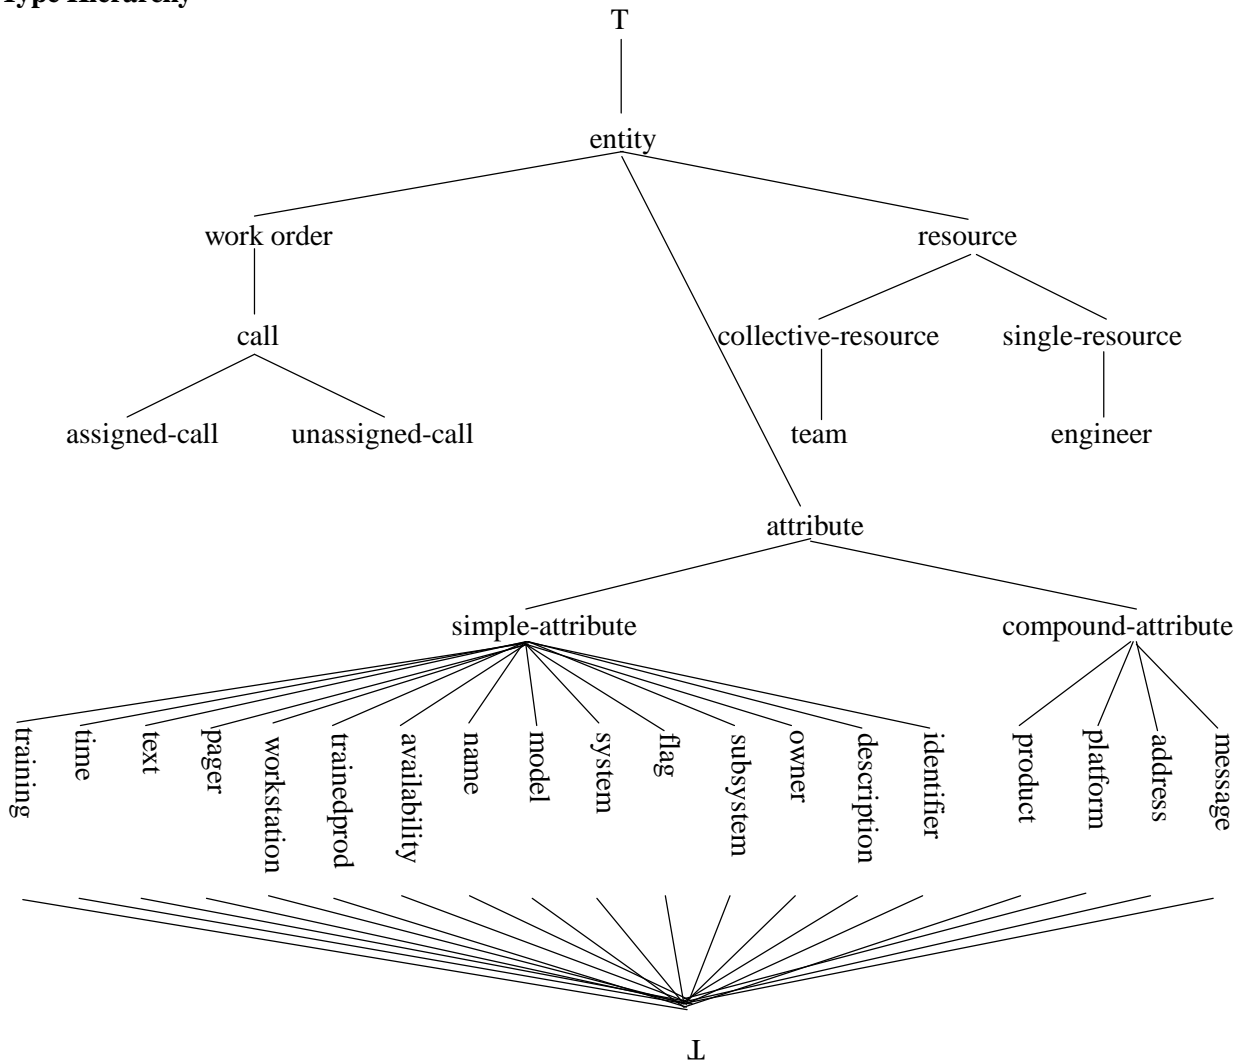 Type Hierarchy
T
entity
work order
resource
call
collective-resource
single-resource
assigned-call
unassigned-call
team
engineer
attribute
simple-attribute
compound-attribute
training
time
text
pager
workstation
trainedprod
availability
name
model
system
flag
subsystem
owner
description
identifier
product
platform
address
message
T